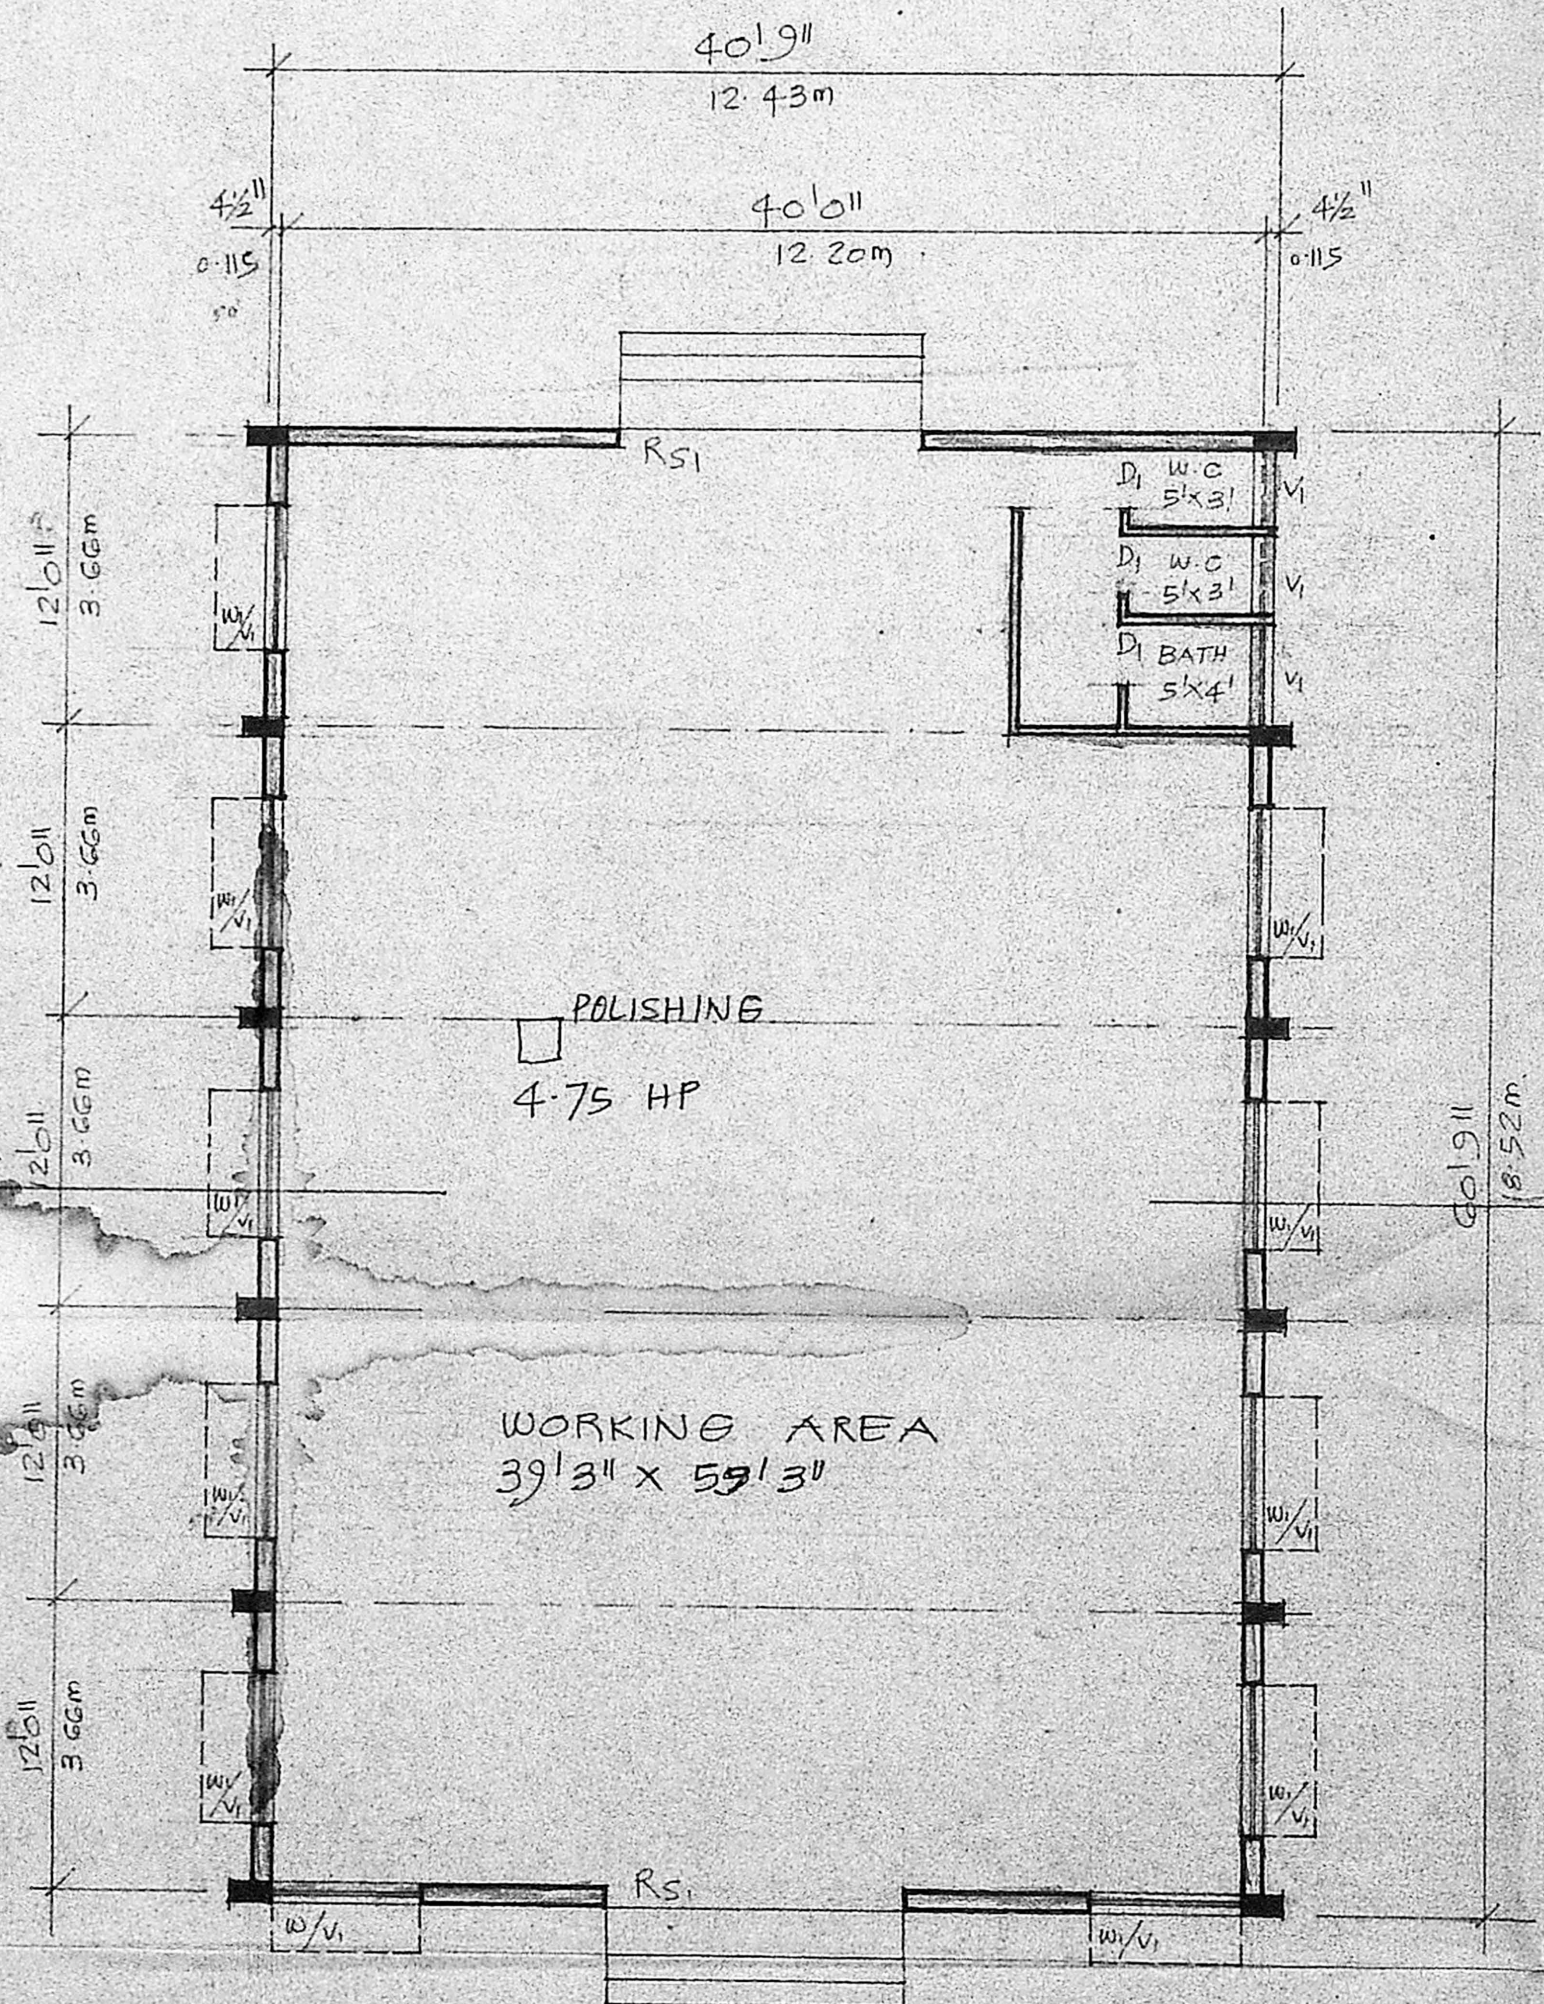 40'9"
12.43m
4½"
40'0"
4½"
0.115
12.20m
0.115
RS1
D1 W.C
5'x3'
V1
12'0"
3.66m
D1 W.C
5'x3'
V1
W1/V1
D1 BATH
5'x4'
V1
12'0"
3.66m
W1/V1
W1/V1
POLISHING
4.75 HP
12'0"
3.66m
60'9"
18.52m.
W1/V1
W1/V1
WORKING AREA
39'3" X 59'3"
12'0"
3.66m
W1/V1
W1/V1
12'0"
3.66m
W1/V1
W1/V1
RS1
W/V1
W1/V1